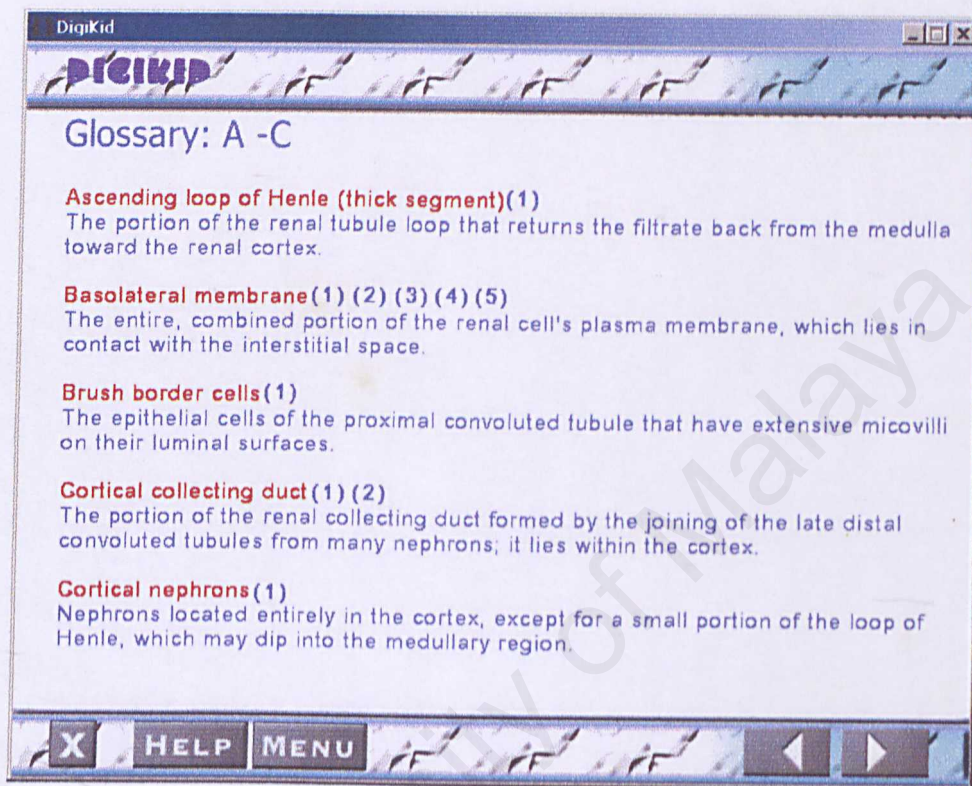 DigiKid
DIGIKID
Glossary: A -C
Ascending loop of Henle (thick segment)(1)
The portion of the renal tubule loop that returns the filtrate back from the medulla
toward the renal cortex.
Basolateral membrane(1) (2) (3) (4) (5)
The entire, combined portion of the renal cell's plasma membrane, which lies in
contact with the interstitial space.
Brush border cells(1)
The epithelial cells of the proximal convoluted tubule that have extensive micovilli
on their luminal surfaces.
Cortical collecting duct(1) (2)
The portion of the renal collecting duct formed by the joining of the late distal
convoluted tubules from many nephrons; it lies within the cortex.
Cortical nephrons(1)
Nephrons located entirely in the cortex, except for a small portion of the loop of
Henle, which may dip into the medullary region.
X HELP MENU
of Malaya